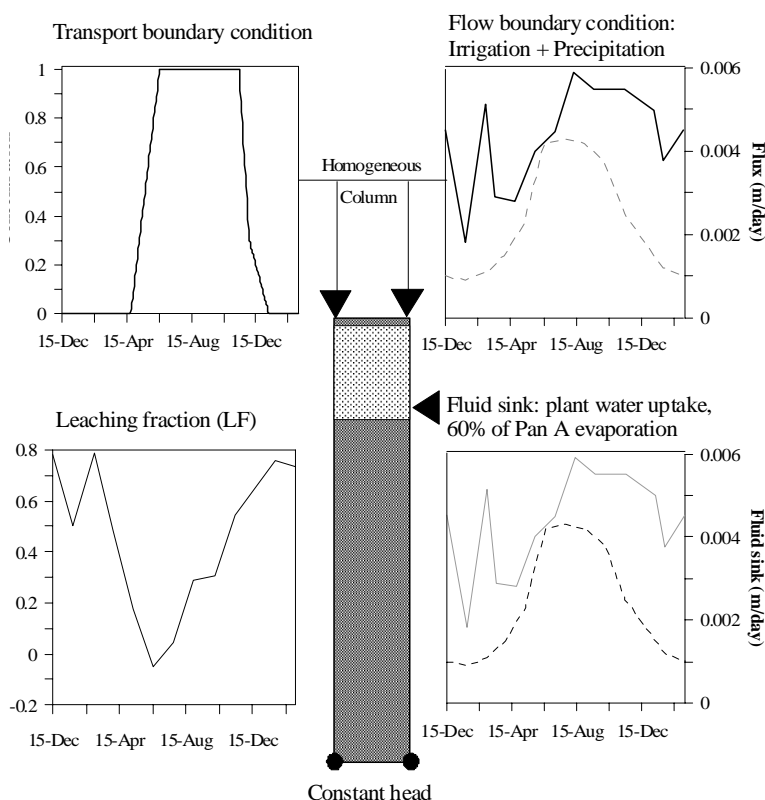 Transport boundary condition
Flow boundary condition:
Irrigation + Precipitation
1
0.8
0.6
0.4
0.2
0
15-Dec 15-Apr 15-Aug 15-Dec
Homogeneous
Column
0.006
0.004
0.002
0
Flux (m/day)
15-Dec 15-Apr 15-Aug 15-Dec
Leaching fraction (LF)
0.8
0.6
0.4
0.2
0
-0.2
15-Dec 15-Apr 15-Aug 15-Dec
Fluid sink: plant water uptake,
60% of Pan A evaporation
0.006
0.004
0.002
0
Fluid sink (m/day)
15-Dec 15-Apr 15-Aug 15-Dec
Constant head